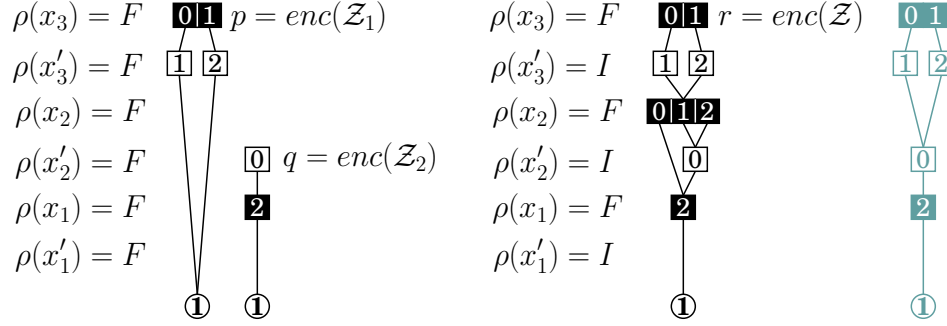 ρ(x₃) = F 0 1 p = enc(𝒵₁) ρ(x₃) = F 0 1 r = enc(𝒵) 0 1
ρ(x′₃) = F 1 2 ρ(x′₃) = I 1 2 1 2
ρ(x₂) = F ρ(x₂) = F 0 1 2
ρ(x′₂) = F 0 q = enc(𝒵₂) ρ(x′₂) = I 0 0
ρ(x₁) = F 2 ρ(x₁) = F 2 2
ρ(x′₁) = F ρ(x′₁) = I
1 1 1 1